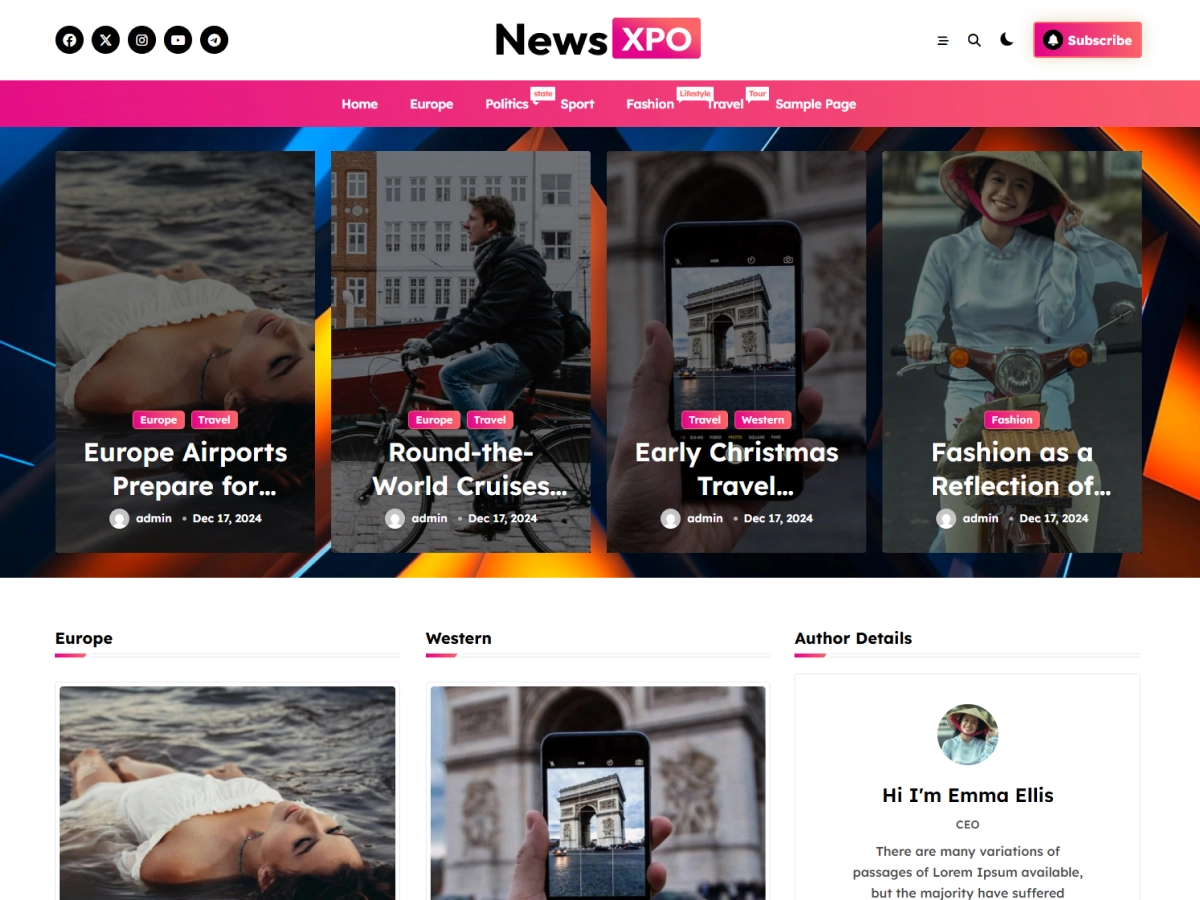 News XPO
Subscribe
Home
Europe
Politics
state
Sport
Fashion
Lifestyle
Travel
Tour
Sample Page
Europe Travel
Europe Airports
Prepare for...
admin • Dec 17, 2024
Europe Travel
Round-the-
World Cruises...
admin • Dec 17, 2024
Travel Western
Early Christmas
Travel...
admin • Dec 17, 2024
Fashion
Fashion as a
Reflection of...
admin • Dec 17, 2024
Europe
Western
Author Details
Hi I'm Emma Ellis
CEO
There are many variations of
passages of Lorem Ipsum available,
but the majority have suffered